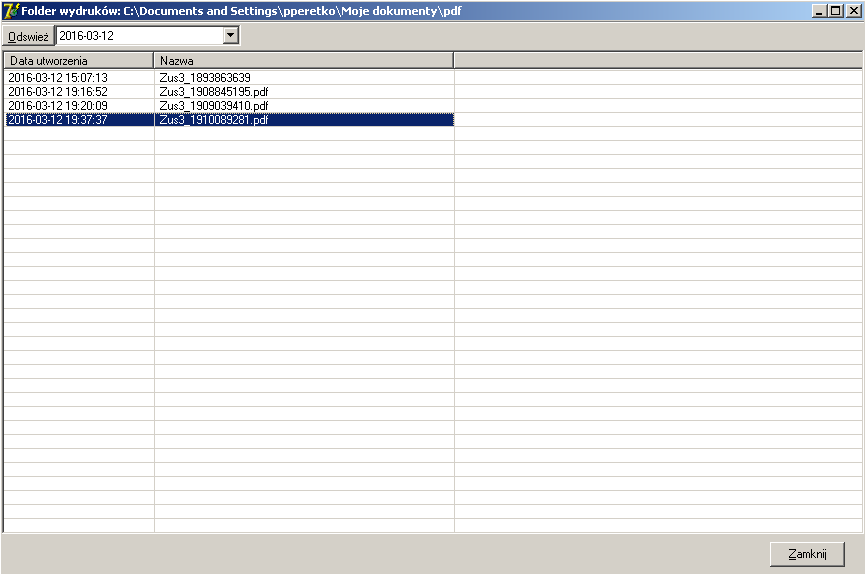 Folder wydruków: C:\Documents and Settings\pperetko\Moje dokumenty\pdf
Odswież 2016-03-12
Data utworzenia Nazwa
2016-03-12 15:07:13 Zus3_1893863639
2016-03-12 19:16:52 Zus3_1908845195.pdf
2016-03-12 19:20:09 Zus3_1909039410.pdf
2016-03-12 19:37:37 Zus3_1910089281.pdf
Zamknij